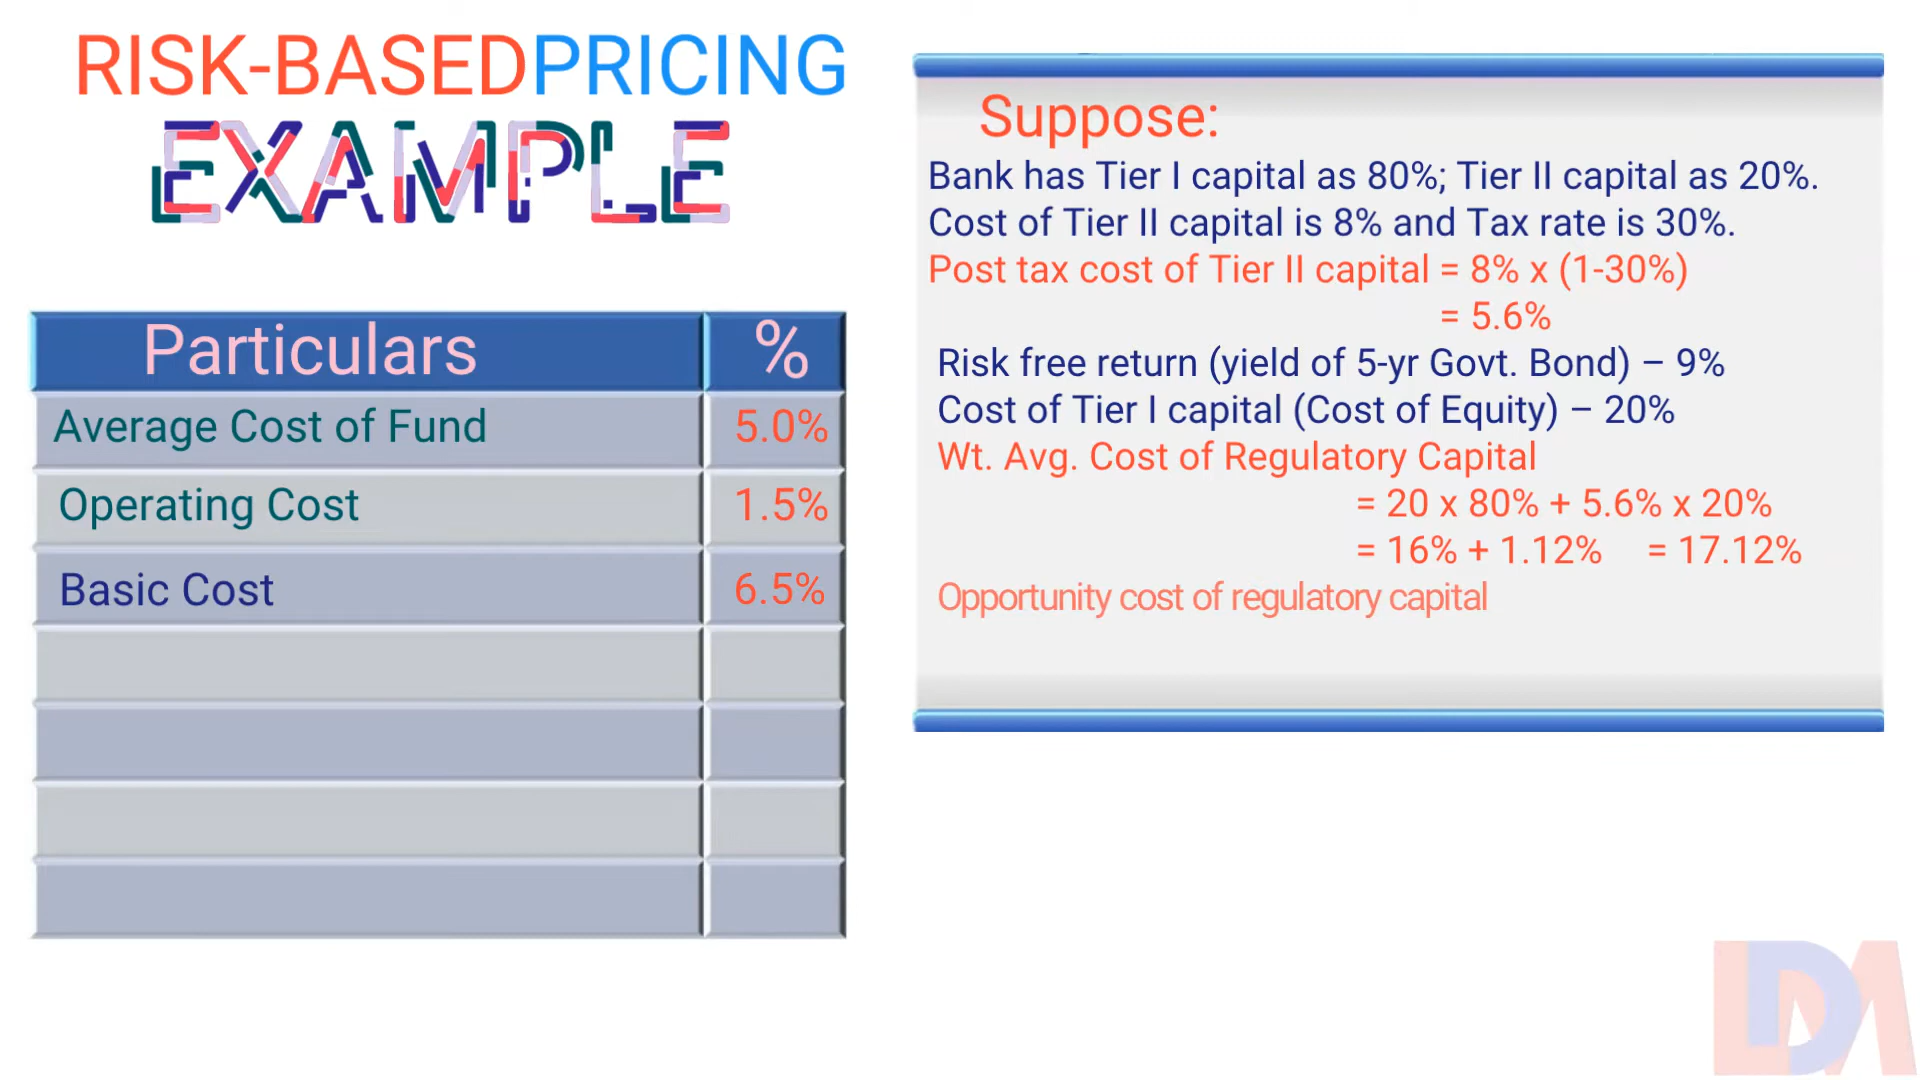 RISK-BASEDPRICING
EXAMPLE
Particulars %
Average Cost of Fund 5.0%
Operating Cost 1.5%
Basic Cost 6.5%
Suppose:
Bank has Tier I capital as 80%; Tier II capital as 20%.
Cost of Tier II capital is 8% and Tax rate is 30%.
Post tax cost of Tier II capital = 8% x (1-30%)
= 5.6%
Risk free return (yield of 5-yr Govt. Bond) – 9%
Cost of Tier I capital (Cost of Equity) – 20%
Wt. Avg. Cost of Regulatory Capital
= 20 x 80% + 5.6% x 20%
= 16% + 1.12% = 17.12%
Opportunity cost of regulatory capital
LDM